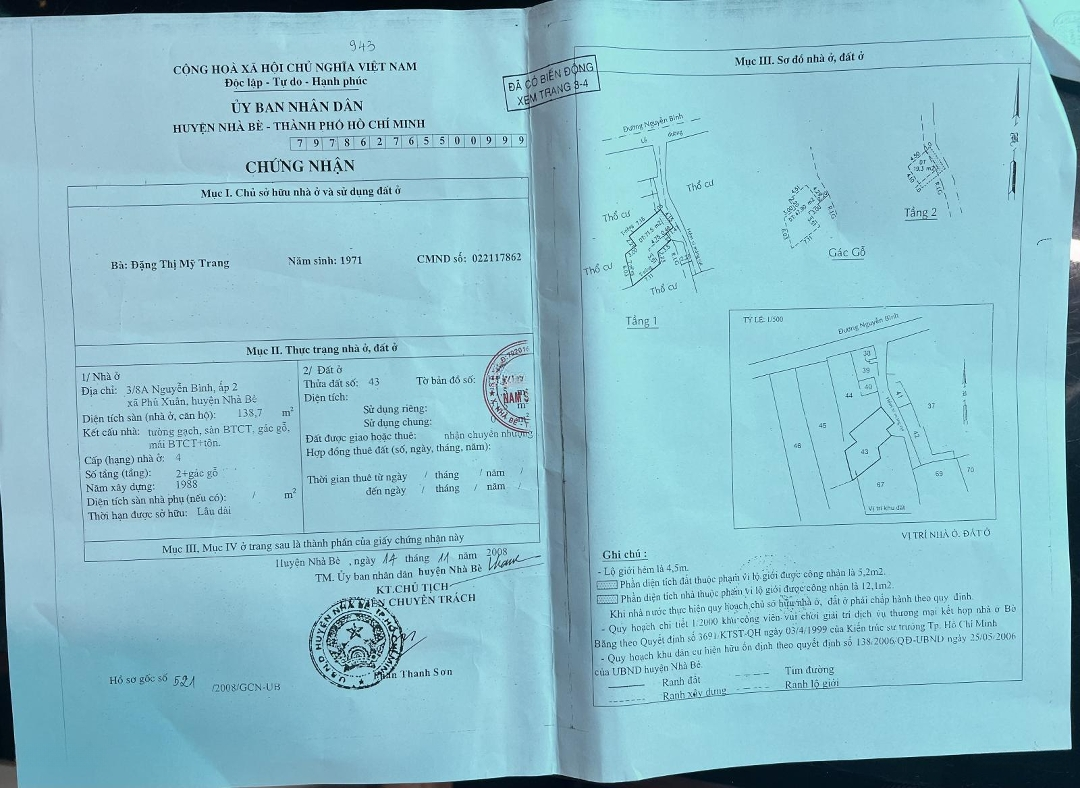 943
CÔNG HOÀ XÃ HỘI CHỦ NGHĨA VIỆT NAM
Độc lập - Tự do - Hạnh phúc
ỦY BAN NHÂN DÂN
HUYỆN NHÀ BÈ - THÀNH PHỐ HỒ CHÍ MINH
7 9 7 8 6 2 7 6 5 5 0 0 9 9 9
CHỨNG NHẬN
Mục I. Chủ sở hữu nhà ở và sử dụng đất ở
Bà: Đặng Thị Mỹ Trang Năm sinh: 1971 CMND số: 022117862
Mục II. Thực trạng nhà ở, đất ở
1/ Nhà ở
Địa chỉ: 3/8A Nguyễn Bình, ấp 2
xã Phú Xuân, huyện Nhà Bè
Diện tích sàn (nhà ở, căn hộ): 138,7 m²
Kết cấu nhà: tường gạch, sàn BTCT, gác gỗ,
mái BTCT+tôn.
Cấp (hạng) nhà ở: 4
Số tầng (tầng): 2+gác gỗ
Năm xây dựng: 1988
Diện tích sàn nhà phụ (nếu có): / m²
Thời hạn được sở hữu: Lâu dài
2/ Đất ở
Thửa đất số: 43 Tờ bản đồ số:
Diện tích:
Sử dụng riêng:
Sử dụng chung:
Đất được giao hoặc thuê: nhận chuyển nhượng
Hợp đồng thuê đất (số, ngày, tháng, năm):
Thời gian thuê từ ngày / tháng / năm /
đến ngày / tháng / năm /
Mục III, Mục IV ở trang sau là thành phần của giấy chứng nhận này
Huyện Nhà Bè, ngày 14 tháng 11 năm 2008
TM. Ủy ban nhân dân huyện Nhà Bè
KT.CHỦ TỊCH
VIÊN CHUYÊN TRÁCH
Phan Thanh Sơn
Hồ sơ gốc số 521 /2008/GCN-UB
ĐÃ CÓ BIẾN ĐỘNG
XEM TRANG 3-4
Mục III. Sơ đồ nhà ở, đất ở
Đường Nguyễn Bình
Thổ cư
Thổ cư
Thổ cư
Thổ cư
Tầng 1
Gác Gỗ
Tầng 2
TỶ LỆ: 1/500
Đường Nguyễn Bình
38
39
40
41
44
37
45
46
42
43
67
69
70
Vị trí khu đất
VỊ TRÍ NHÀ Ở, ĐẤT Ở
Ghi chú :
- Lộ giới hẻm là 4,5m.
Phần diện tích đất thuộc phạm vi lộ giới được công nhân là 5,2m2.
Phần diện tích nhà thuộc phạm vi lộ giới được công nhân là 12,1m2.
Khi nhà nước thực hiện quy hoạch, chủ sở hữu nhà ở, đất ở phải chấp hành theo quy định.
- Quy hoạch chi tiết 1/2000 khu công viên vui chơi giải trí dịch vụ thương mại kết hợp nhà ở Bờ
Băng theo Quyết định số 3691/KTST-QH ngày 03/4/1999 của Kiến trúc sư trưởng Tp. Hồ Chí Minh
- Quy hoạch khu dân cư hiện hữu ổn định theo quyết định số 138/2006/QĐ-UBND ngày 25/05/2006
của UBND huyện Nhà Bè.
Ranh đất Tim đường
Ranh xây dựng Ranh lộ giới